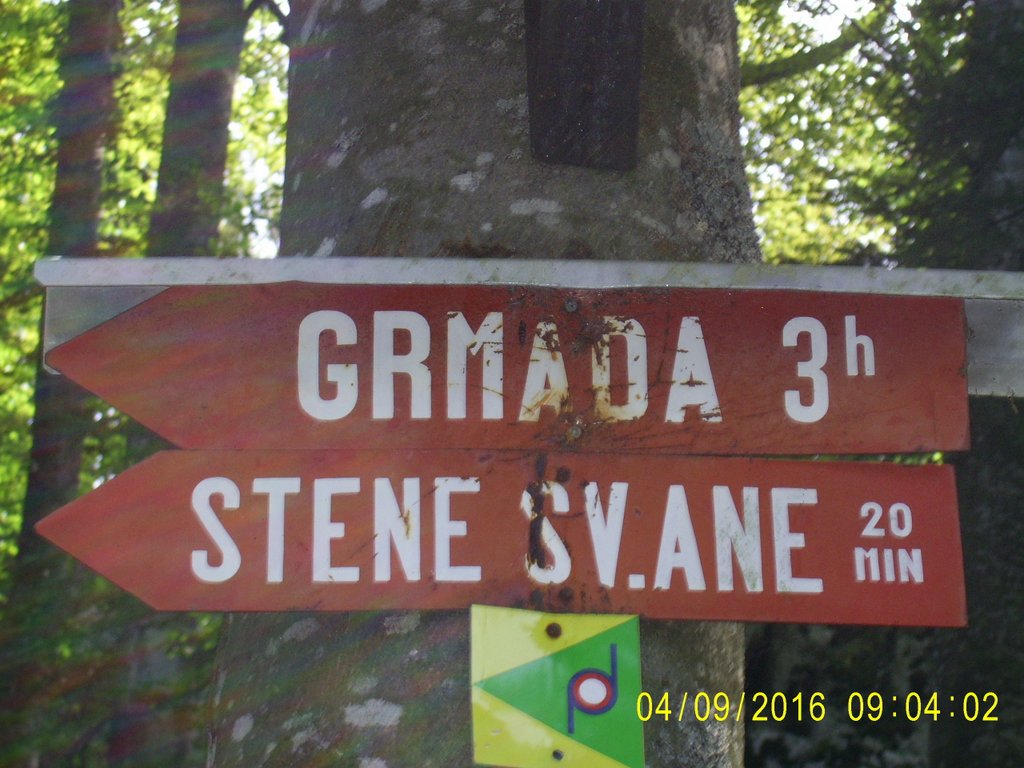 GRMADA 3h
STENE SV.ANE 20 MIN
04/09/2016 09:04:02